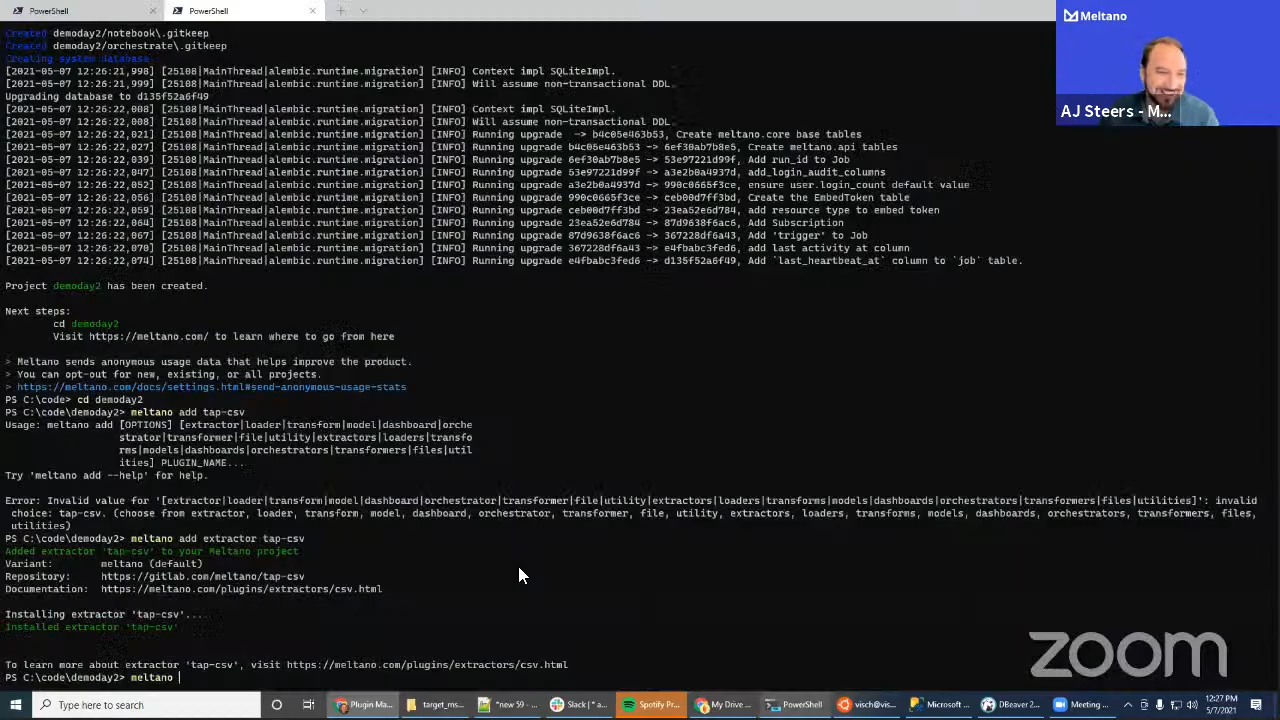 PowerShell
PowerShell
Meltano
AJ Steers - M...
Created demoday2/notebook\.gitkeep
Created demoday2/orchestrate\.gitkeep
Creating system database
[2021-05-07 12:26:21,998] [25108|MainThread|alembic.runtime.migration] [INFO] Context impl SQLiteImpl.
[2021-05-07 12:26:21,999] [25108|MainThread|alembic.runtime.migration] [INFO] Will assume non-transactional DDL.
Upgrading database to d135f52a6f49
[2021-05-07 12:26:22,008] [25108|MainThread|alembic.runtime.migration] [INFO] Context impl SQLiteImpl.
[2021-05-07 12:26:22,008] [25108|MainThread|alembic.runtime.migration] [INFO] Will assume non-transactional DDL.
[2021-05-07 12:26:22,021] [25108|MainThread|alembic.runtime.migration] [INFO] Running upgrade  -> b4c05e463b53, Create meltano.core base tables
[2021-05-07 12:26:22,027] [25108|MainThread|alembic.runtime.migration] [INFO] Running upgrade b4c05e463b53 -> 6ef30ab7b8e5, Create meltano.api tables
[2021-05-07 12:26:22,039] [25108|MainThread|alembic.runtime.migration] [INFO] Running upgrade 6ef30ab7b8e5 -> 53e97221d99f, Add run_id to Job
[2021-05-07 12:26:22,047] [25108|MainThread|alembic.runtime.migration] [INFO] Running upgrade 53e97221d99f -> a3e2b0a4937d, add_login_audit_columns
[2021-05-07 12:26:22,052] [25108|MainThread|alembic.runtime.migration] [INFO] Running upgrade a3e2b0a4937d -> 990c0665f3ce, ensure user.login_count default value
[2021-05-07 12:26:22,056] [25108|MainThread|alembic.runtime.migration] [INFO] Running upgrade 990c0665f3ce -> ceb00d7ff3bd, Create the EmbedToken table
[2021-05-07 12:26:22,060] [25108|MainThread|alembic.runtime.migration] [INFO] Running upgrade ceb00d7ff3bd -> 23ea52e6d784, add resource type to embed token
[2021-05-07 12:26:22,064] [25108|MainThread|alembic.runtime.migration] [INFO] Running upgrade 23ea52e6d784 -> 87d9638f6ac6, Add Subscription
[2021-05-07 12:26:22,067] [25108|MainThread|alembic.runtime.migration] [INFO] Running upgrade 87d9638f6ac6 -> 367228df6a43, Add 'trigger' to Job
[2021-05-07 12:26:22,072] [25108|MainThread|alembic.runtime.migration] [INFO] Running upgrade 367228df6a43 -> e4fbabc3fed6, add last activity at column
[2021-05-07 12:26:22,074] [25108|MainThread|alembic.runtime.migration] [INFO] Running upgrade e4fbabc3fed6 -> d135f52a6f49, Add `last_heartbeat_at` column to `job` table.
Project demoday2 has been created.
Next steps:
cd demoday2
Visit https://meltano.com/ to learn where to go from here
> Meltano sends anonymous usage data that helps improve the product.
> You can opt-out for new, existing, or all projects.
> https://meltano.com/docs/settings.html#send-anonymous-usage-stats
PS C:\code> cd demoday2
PS C:\code\demoday2> meltano add tap-csv
Usage: meltano add [OPTIONS] [extractor|loader|transform|model|dashboard|orche
strator|transformer|file|utility|extractors|loaders|transfo
rms|models|dashboards|orchestrators|transformers|files|util
ities] PLUGIN_NAME...
Try 'meltano add --help' for help.
Error: Invalid value for '[extractor|loader|transform|model|dashboard|orchestrator|transformer|file|utility|extractors|loaders|transforms|models|dashboards|orchestrators|transformers|files|utilities]': invalid
choice: tap-csv. (choose from extractor, loader, transform, model, dashboard, orchestrator, transformer, file, utility, extractors, loaders, transforms, models, dashboards, orchestrators, transformers, files,
utilities)
PS C:\code\demoday2> meltano add extractor tap-csv
Added extractor 'tap-csv' to your Meltano project
Variant: meltano (default)
Repository: https://gitlab.com/meltano/tap-csv
Documentation: https://meltano.com/plugins/extractors/csv.html
Installing extractor 'tap-csv'...
Installed extractor 'tap-csv'
To learn more about extractor 'tap-csv', visit https://meltano.com/plugins/extractors/csv.html
PS C:\code\demoday2> meltano
zoom
Type here to search
Plugin Ma...
target_ms...
*new 59 - ...
Slack | * a...
Spotify Pr...
My Drive ...
PowerShell
visch@vis...
Microsoft ...
DBeaver 2...
Meeting ...
12:27 PM
5/7/2021